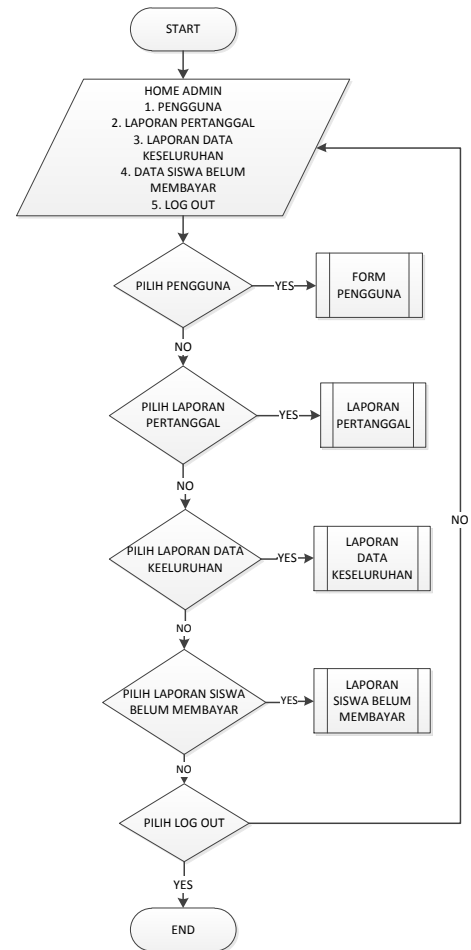 START
HOME ADMIN
1. PENGGUNA
2. LAPORAN PERTANGGAL
3. LAPORAN DATA
KESELURUHAN
4. DATA SISWA BELUM
MEMBAYAR
5. LOG OUT
PILIH PENGGUNA
YES
FORM
PENGGUNA
NO
PILIH LAPORAN
PERTANGGAL
YES
LAPORAN
PERTANGGAL
NO
PILIH LAPORAN DATA
KEELURUHAN
YES
LAPORAN
DATA
KESELURUHAN
NO
NO
PILIH LAPORAN SISWA
BELUM MEMBAYAR
YES
LAPORAN
SISWA BELUM
MEMBAYAR
NO
PILIH LOG OUT
YES
END